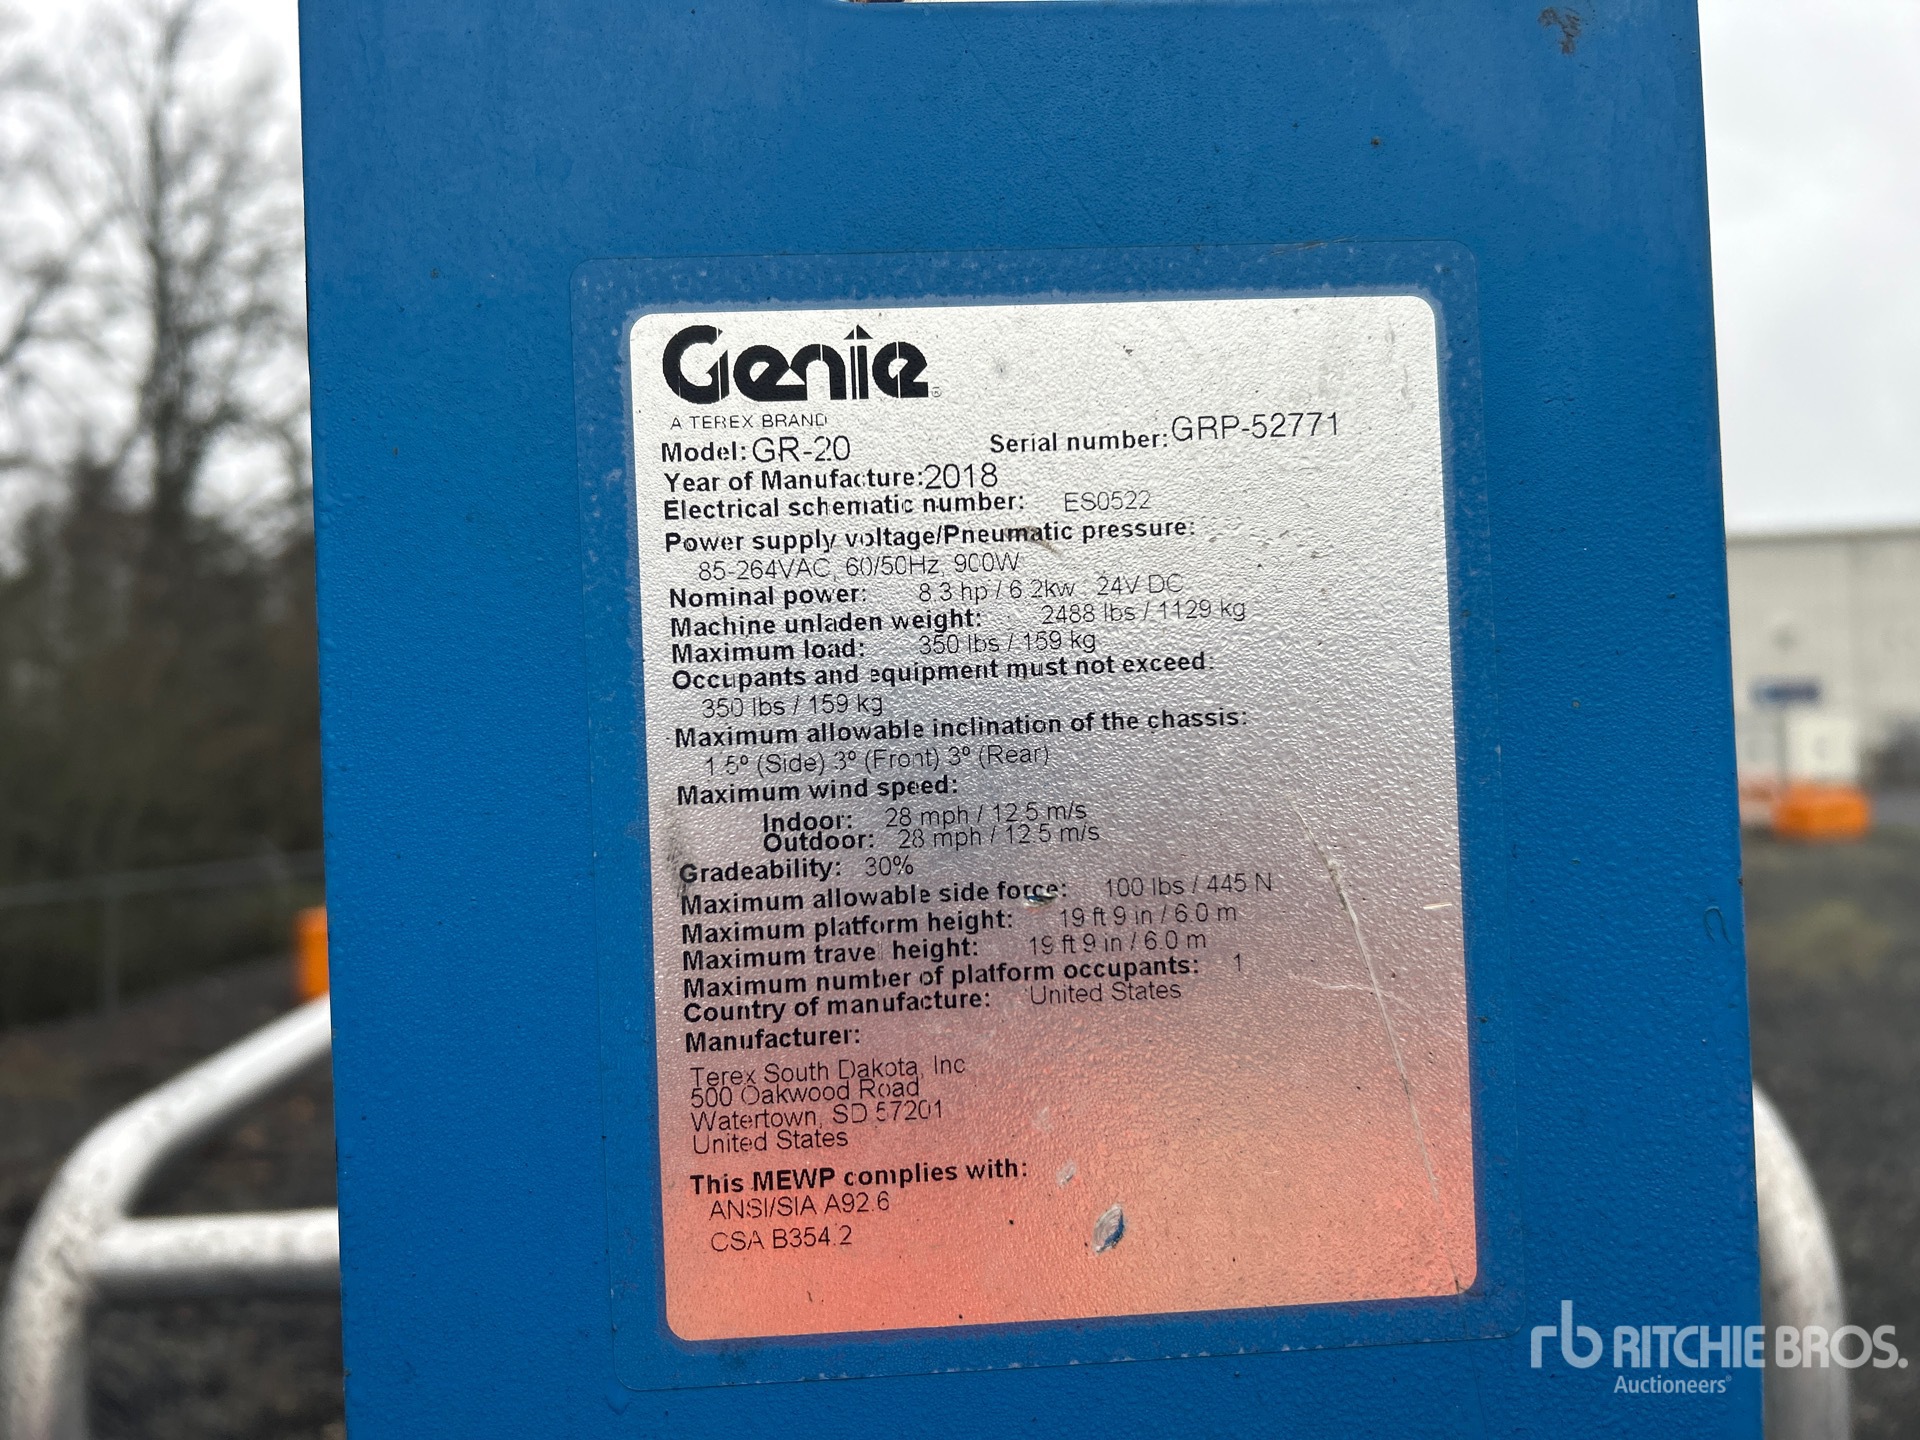 Genie®
A TEREX BRAND
Model: GR-20 Serial number: GRP-52771
Year of Manufacture: 2018
Electrical schematic number: ES0522
Power supply voltage/Pneumatic pressure:
85-264VAC, 60/50Hz, 900W
Nominal power: 8.3 hp / 6.2kw 24V DC
Machine unladen weight: 2488 lbs / 1129 kg
Maximum load: 350 lbs / 159 kg
Occupants and equipment must not exceed:
350 lbs / 159 kg
Maximum allowable inclination of the chassis:
1.5º (Side) 3º (Front) 3º (Rear)
Maximum wind speed:
Indoor: 28 mph / 12.5 m/s
Outdoor: 28 mph / 12.5 m/s
Gradeability: 30%
Maximum allowable side force: 100 lbs / 445 N
Maximum platform height: 19 ft 9 in / 6.0 m
Maximum travel height: 19 ft 9 in / 6.0 m
Maximum number of platform occupants: 1
Country of manufacture: United States
Manufacturer:
Terex South Dakota, Inc
500 Oakwood Road
Watertown, SD 57201
United States
This MEWP complies with:
ANSI/SIA A92.6
CSA B354.2
rb RITCHIE BROS.
Auctioneers®